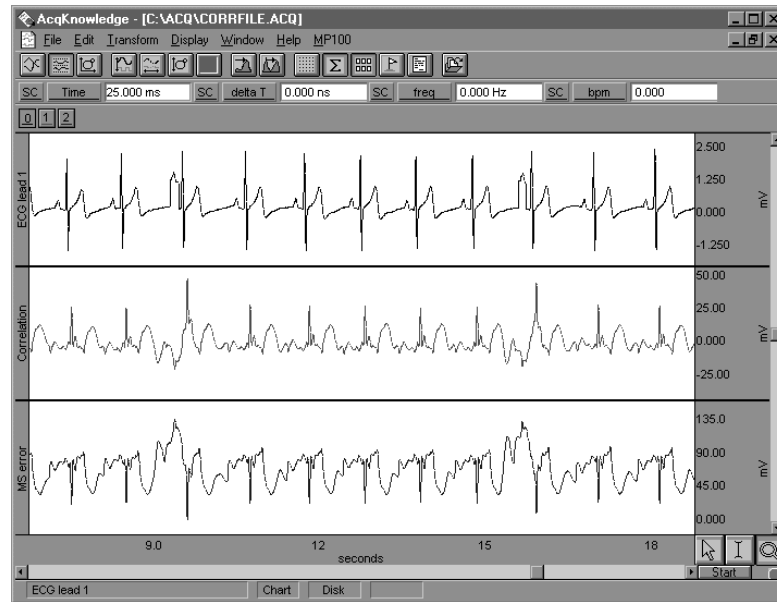 AcqKnowledge - [C:\ACQ\CORRFILE.ACQ]
File Edit Transform Display Window Help MP100
SC Time 25.000 ms SC delta T 0.000 ns SC freq 0.000 Hz SC bpm 0.000
0 1 2
ECG lead 1
2.500
1.250
0.000
-1.250
mV
Correlation
50.00
25.00
0.000
-25.00
mV
MS error
135.0
90.00
45.00
0.000
mV
9.0 12 15 18
seconds
Start
ECG lead 1 Chart Disk